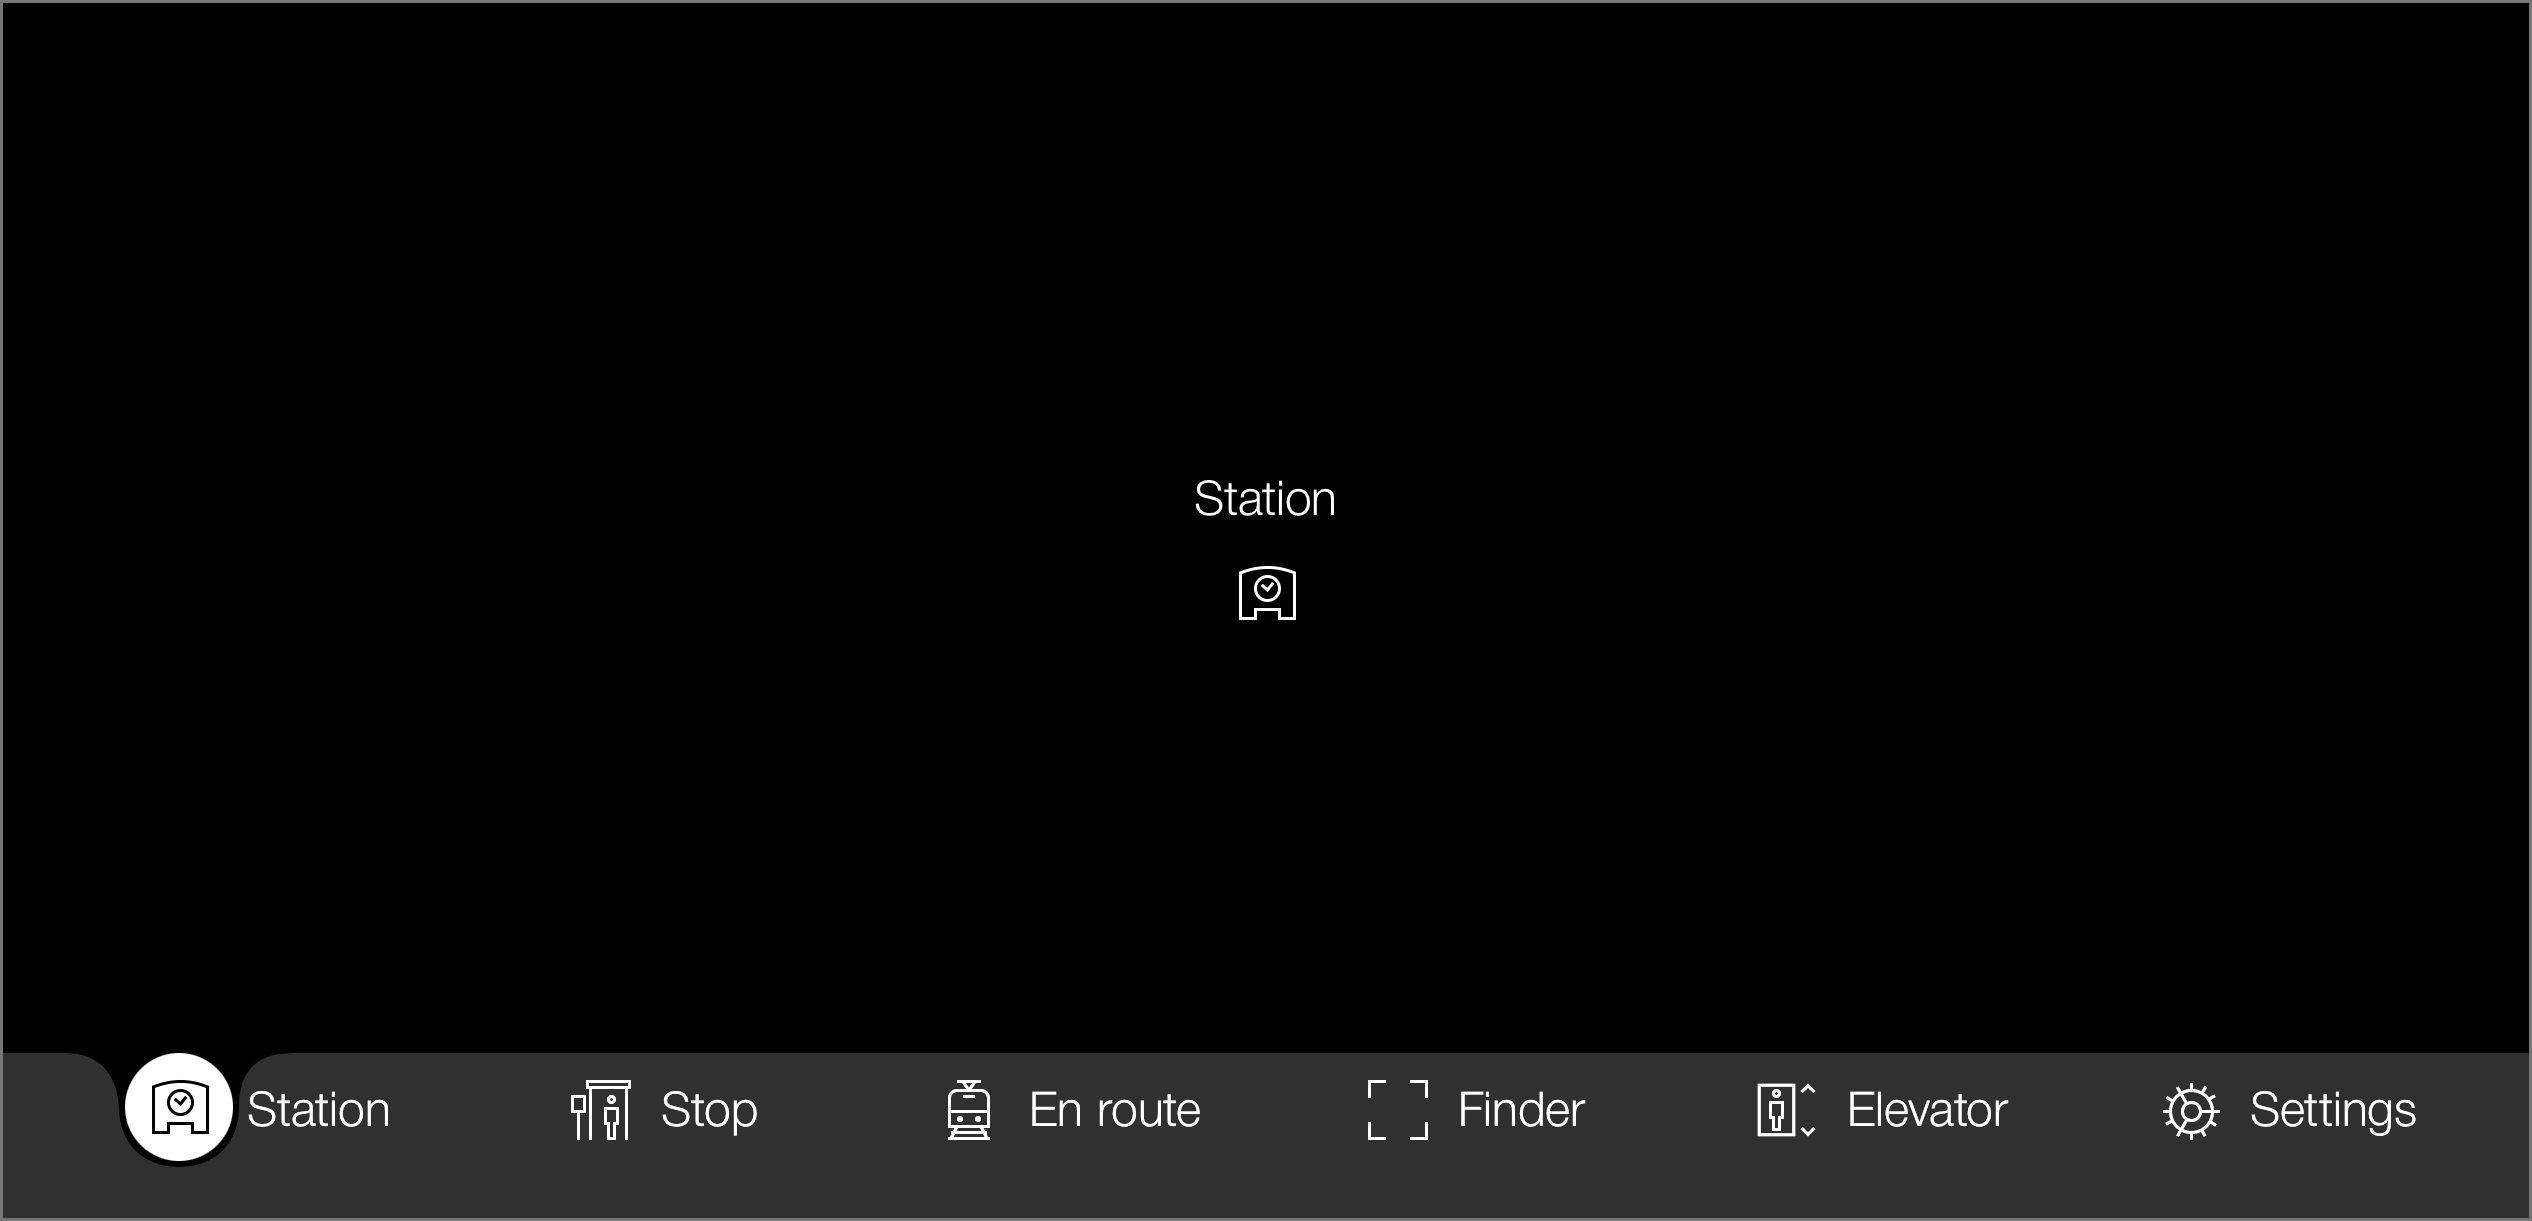 Station
Station
Stop
En route
Finder
Elevator
Settings